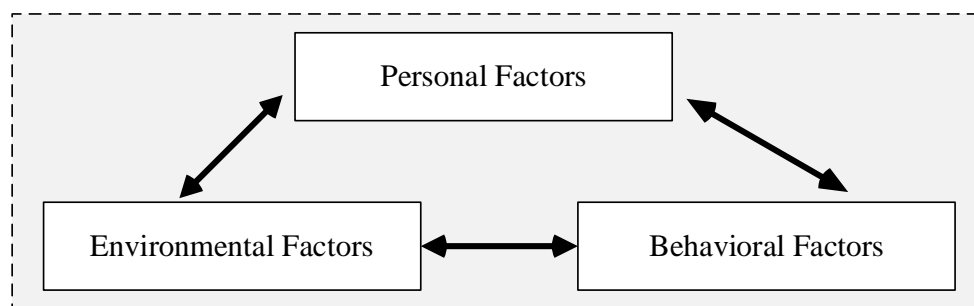 Personal Factors
Environmental Factors
Behavioral Factors